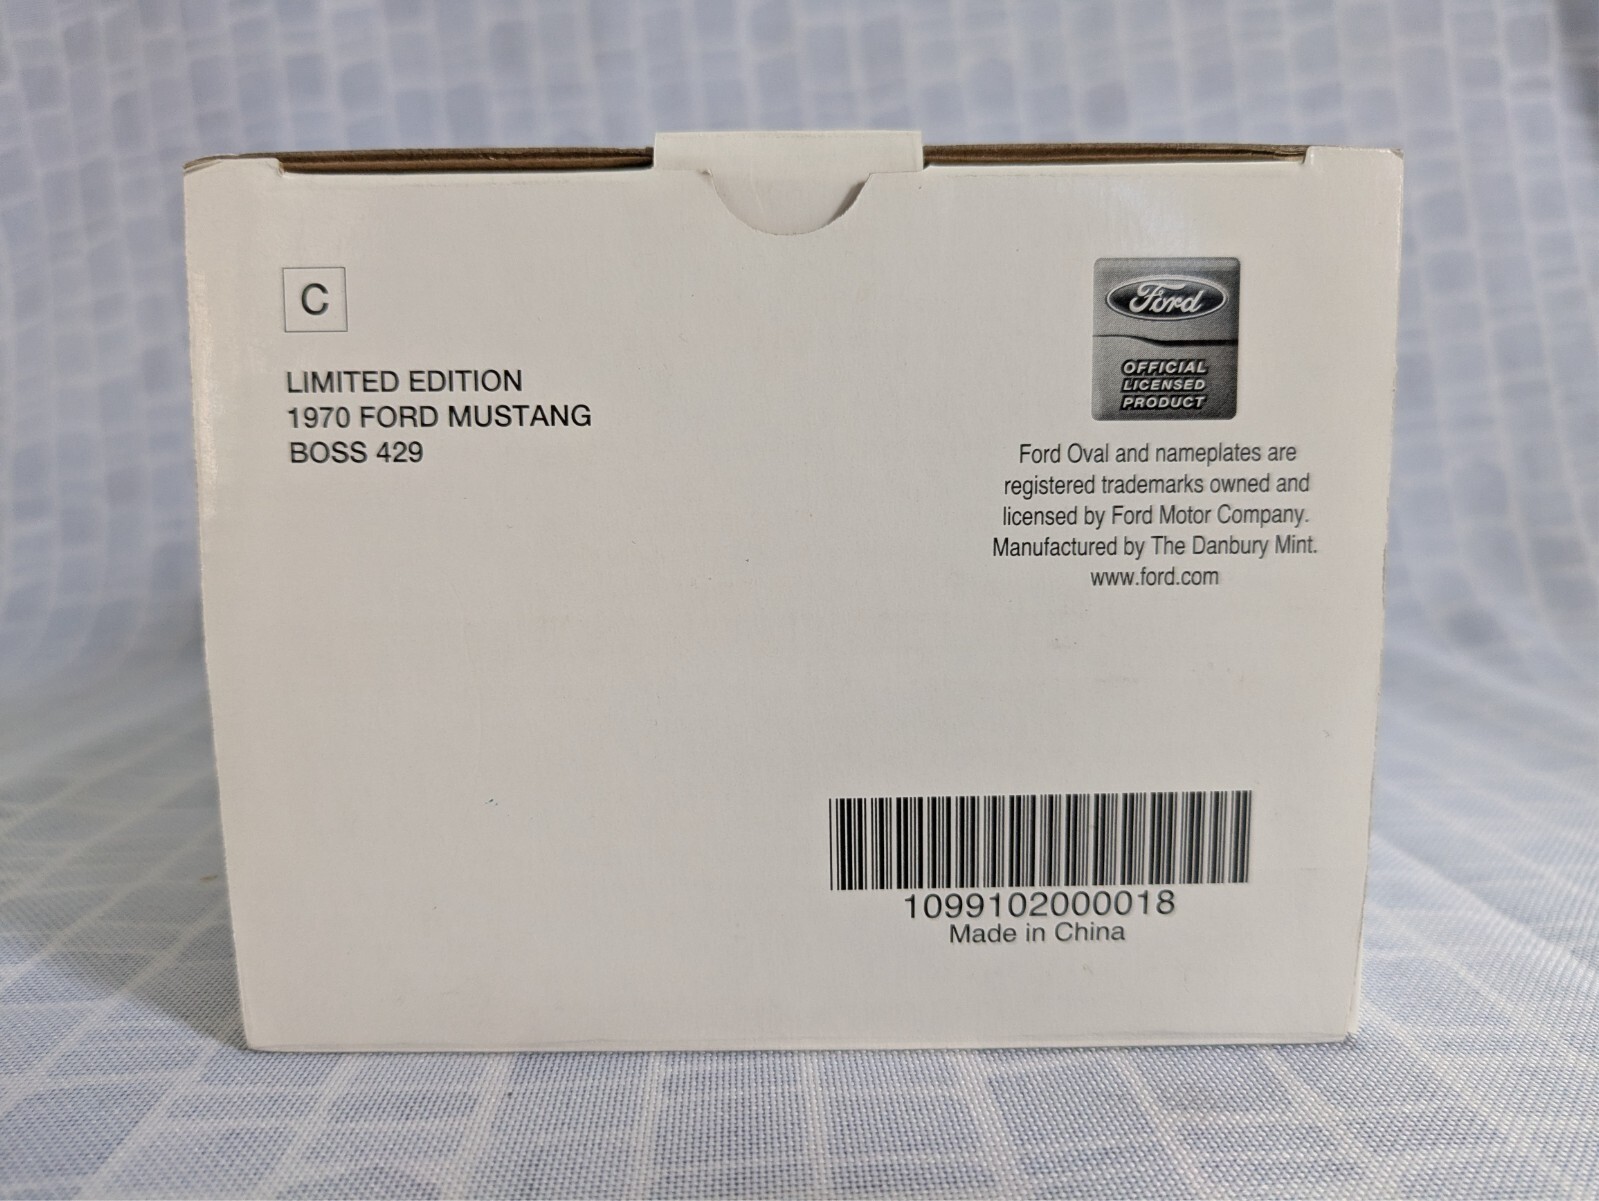 C
LIMITED EDITION
1970 FORD MUSTANG
BOSS 429
Ford
OFFICIAL
LICENSED
PRODUCT
Ford Oval and nameplates are
registered trademarks owned and
licensed by Ford Motor Company.
Manufactured by The Danbury Mint.
www.ford.com
1099102000018
Made in China